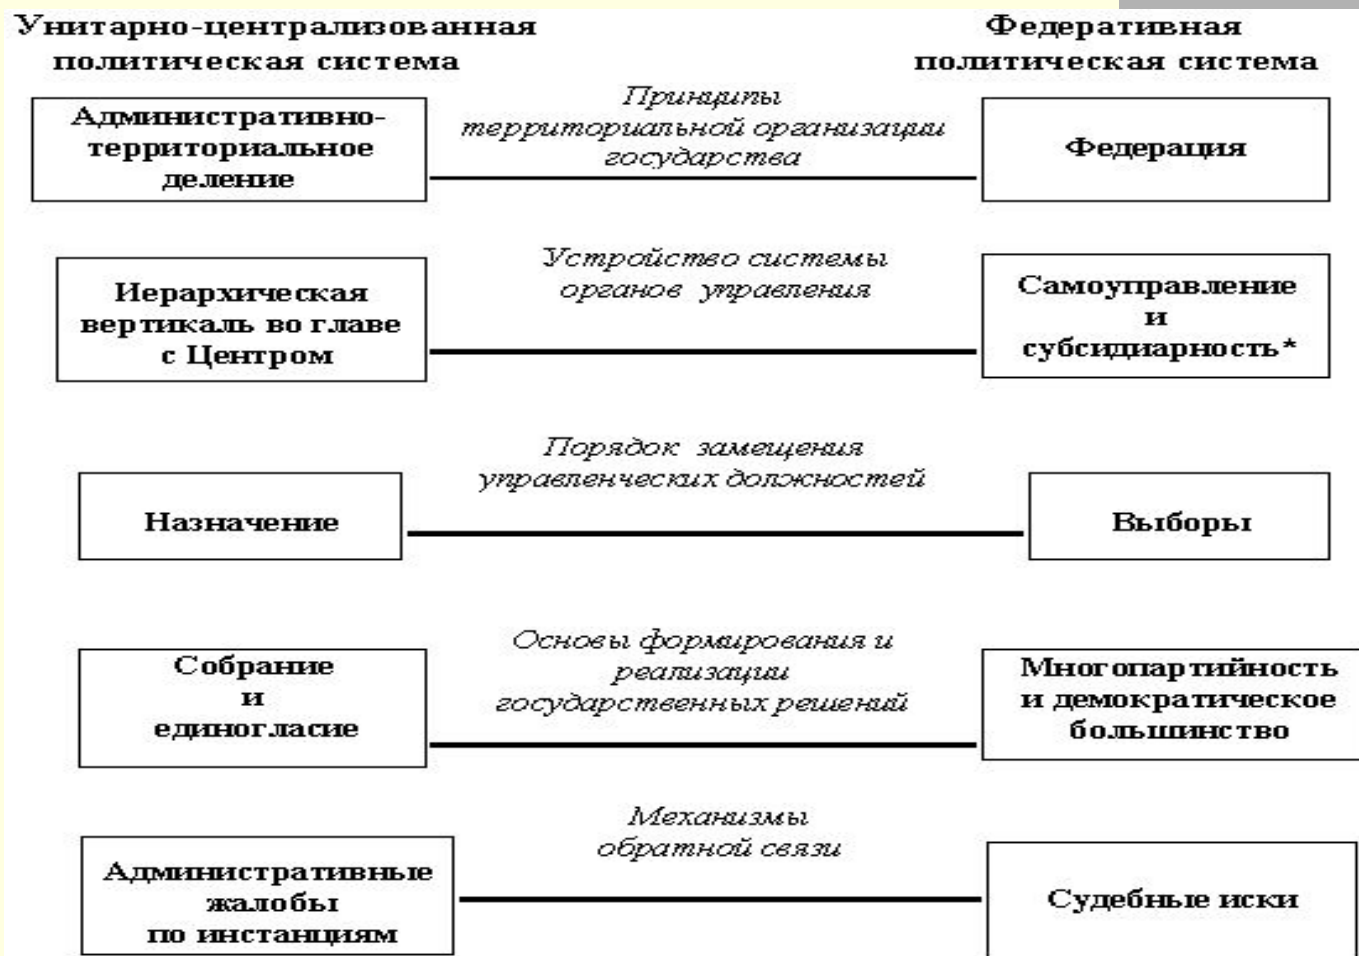 Унитарно-централизованная
политическая система
Федеративная
политическая система
Административно-
территориальное
деление
Принципы
территориальной организации
государства
Федерация
Иерархическая
вертикаль во главе
с Центром
Устройство системы
органов управления
Самоуправление
и
субсидиарность*
Назначение
Порядок замещения
управленческих должностей
Выборы
Собрание
и
единогласие
Основы формирования и
реализации
государственных решений
Многопартийность
и демократическое
большинство
Административные
жалобы
по инстанциям
Механизмы
обратной связи
Судебные иски